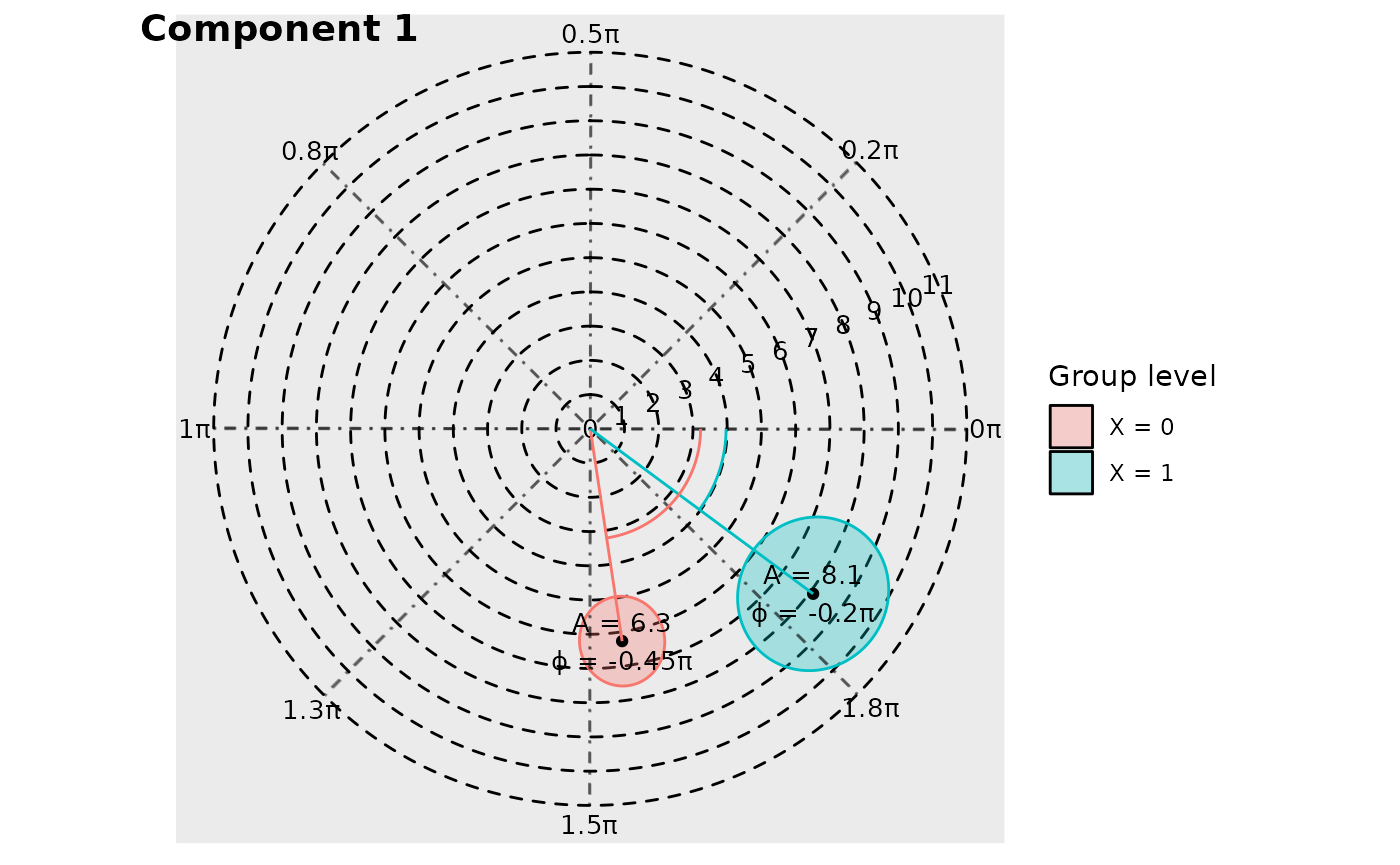 Component 1
0.5π
0.8π
0.2π
11
10
9
8
7
6
5
4
3
2
1
1π
0
0π
A = 8.1
ϕ = -0.2π
A = 6.3
ϕ = -0.45π
1.3π
1.8π
1.5π
Group level
X = 0
X = 1